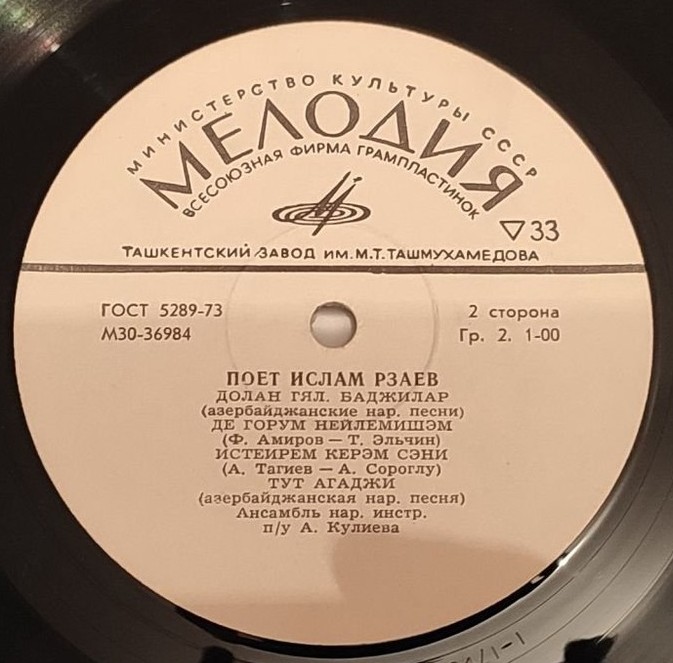 МИНИСТЕРСТВО КУЛЬТУРЫ СССР
МЕЛОДИЯ
ВСЕСОЮЗНАЯ ФИРМА ГРАМПЛАСТИНОК
▽33
ТАШКЕНТСКИЙ ЗАВОД ИМ. М.Т. ТАШМУХАМЕДОВА
ГОСТ 5289-73
М30-36984
2 сторона
Гр. 2. 1-00
ПОЕТ ИСЛАМ РЗАЕВ
ДОЛАН ГЯЛ. БАДЖИЛАР
(азербайджанские нар. песни)
ДЕ ГОРУМ НЕЙЛЕМИШЭМ
(Ф. Амиров — Т. Эльчин)
ИСТЕИРЕМ КЕРЭМ СЭНИ
(А. Тагиев — А. Сороглу)
ТУТ АГАДЖИ
(азербайджанская нар. песня)
Ансамбль нар. инстр.
п/у А. Кулиева